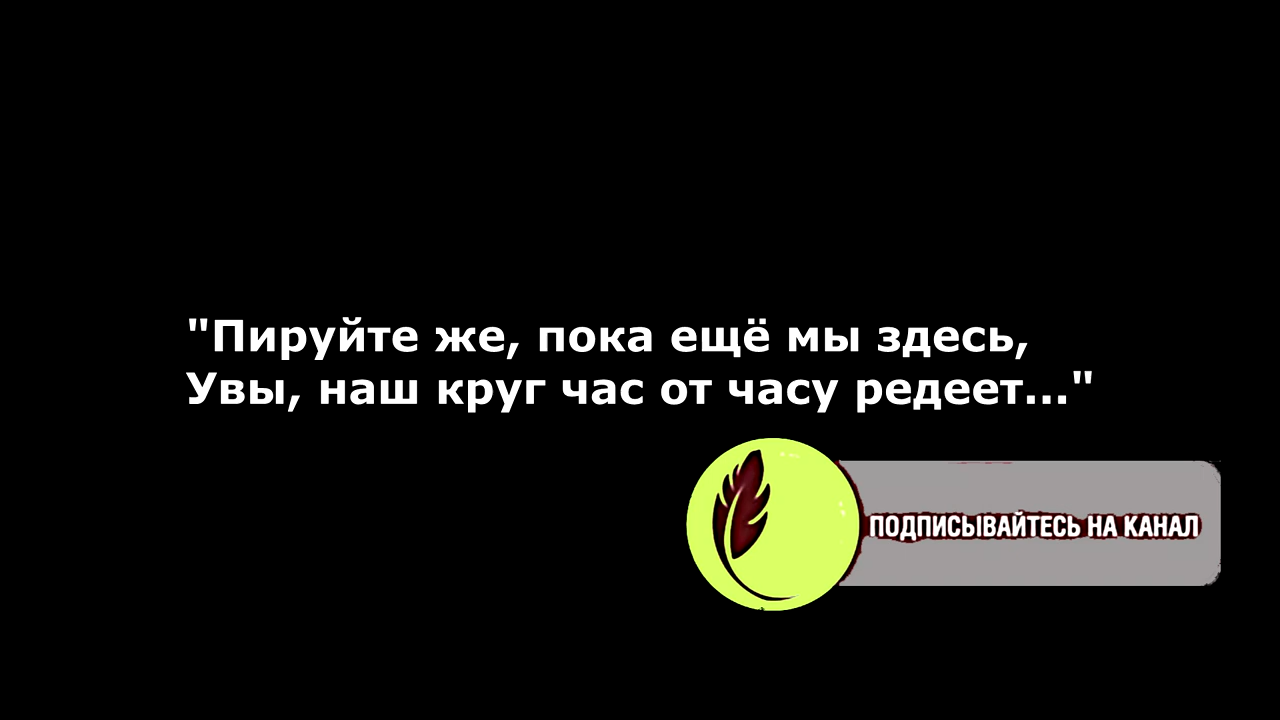 "Пируйте же, пока ещё мы здесь,
Увы, наш круг час от часу редеет..."
ПОДПИСЫВАЙТЕСЬ НА КАНАЛ